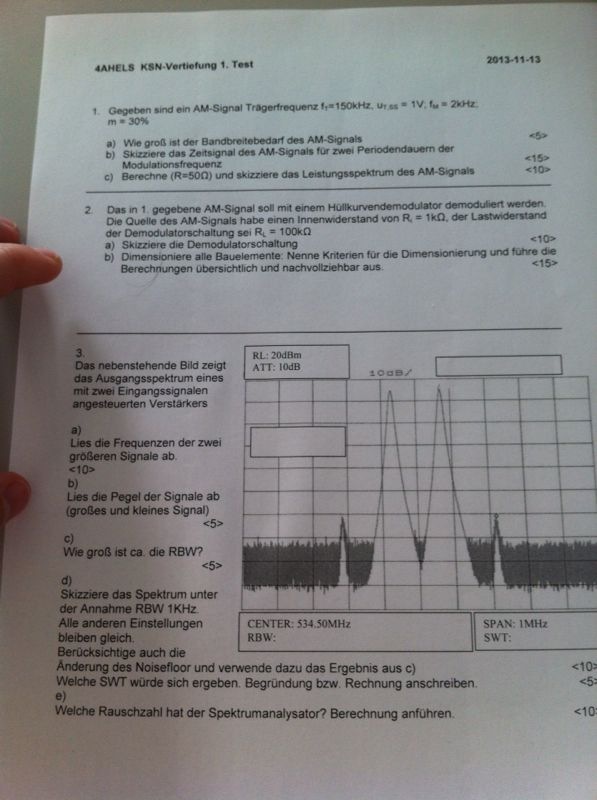 4AHELS KSN-Vertiefung 1. Test 2013-11-13
1. Gegeben sind ein AM-Signal Trägerfrequenz fT=150kHz, uT,SS = 1V; fM = 2kHz;
m = 30%
a) Wie groß ist der Bandbreitebedarf des AM-Signals <5>
b) Skizziere das Zeitsignal des AM-Signals für zwei Periodendauern der
Modulationsfrequenz <15>
c) Berechne (R=50Ω) und skizziere das Leistungsspektrum des AM-Signals <10>
2. Das in 1. gegebene AM-Signal soll mit einem Hüllkurvendemodulator demoduliert werden.
Die Quelle des AM-Signals habe einen Innenwiderstand von Ri = 1kΩ, der Lastwiderstand
der Demodulatorschaltung sei RL = 100kΩ
a) Skizziere die Demodulatorschaltung <10>
b) Dimensioniere alle Bauelemente: Nenne Kriterien für die Dimensionierung und führe die
Berechnungen übersichtlich und nachvollziehbar aus. <15>
3.
Das nebenstehende Bild zeigt
das Ausgangsspektrum eines
mit zwei Eingangssignalen
angesteuerten Verstärkers
a)
Lies die Frequenzen der zwei
größeren Signale ab.
<10>
b)
Lies die Pegel der Signale ab
(großes und kleines Signal)
<5>
c)
Wie groß ist ca. die RBW?
<5>
d)
Skizziere das Spektrum unter
der Annahme RBW 1KHz.
Alle anderen Einstellungen
bleiben gleich.
Berücksichtige auch die
Änderung des Noisefloor und verwende dazu das Ergebnis aus c) <10>
Welche SWT würde sich ergeben. Begründung bzw. Rechnung anschreiben. <5>
e)
Welche Rauschzahl hat der Spektrumanalysator? Berechnung anführen. <10>
RL: 20dBm
ATT: 10dB
10dB/
CENTER: 534.50MHz
RBW:
SPAN: 1MHz
SWT: